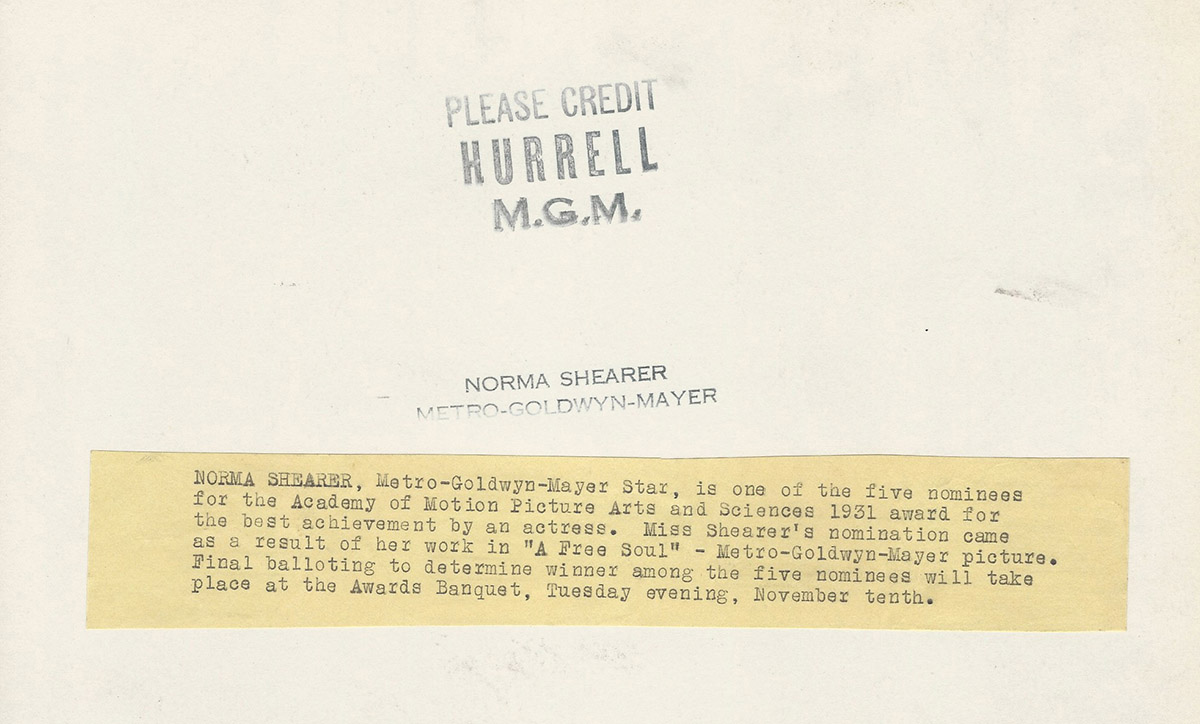 PLEASE CREDIT
HURRELL
M.G.M.
NORMA SHEARER
METRO-GOLDWYN-MAYER
NORMA SHEARER, Metro-Goldwyn-Mayer Star, is one of the five nominees
for the Academy of Motion Picture Arts and Sciences 1931 award for
the best achievement by an actress. Miss Shearer's nomination came
as a result of her work in "A Free Soul" - Metro-Goldwyn-Mayer picture.
Final balloting to determine winner among the five nominees will take
place at the Awards Banquet, Tuesday evening, November tenth.